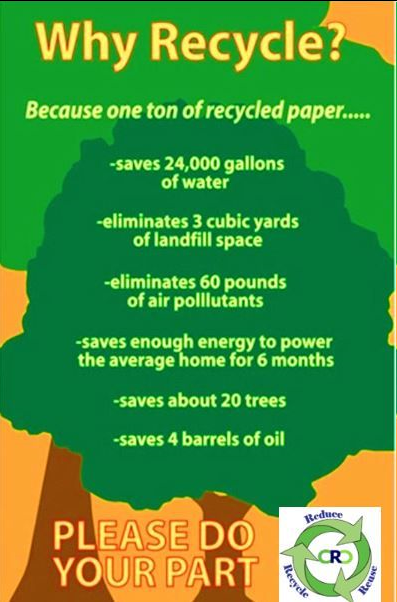 Why Recycle?
Because one ton of recycled paper.....
-saves 24,000 gallons
of water
-eliminates 3 cubic yards
of landfill space
-eliminates 60 pounds
of air polllutants
-saves enough energy to power
the average home for 6 months
-saves about 20 trees
-saves 4 barrels of oil
PLEASE DO
YOUR PART
Reduce
CRC
Recycle
Reuse